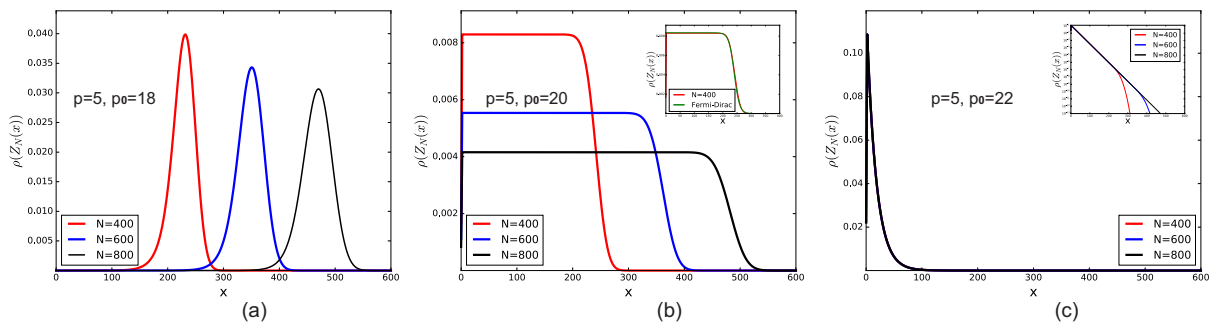 0.040
0.035
0.030
0.025
0.020
0.015
0.010
0.005
ρ(Z_N(x))
p=5, p₀=18
N=400
N=600
N=800
0 100 200 300 400 500 600
x
(a)
0.008
0.006
0.004
0.002
ρ(Z_N(x))
p=5, p₀=20
ρ(Z_N(x))
N=400
Fermi-Dirac
x
N=400
N=600
N=800
0 100 200 300 400 500 600
x
(b)
0.10
0.08
0.06
0.04
0.02
ρ(Z_N(x))
p=5, p₀=22
ρ(Z_N(x))
N=400
N=600
N=800
x
N=400
N=600
N=800
0 100 200 300 400 500 600
x
(c)